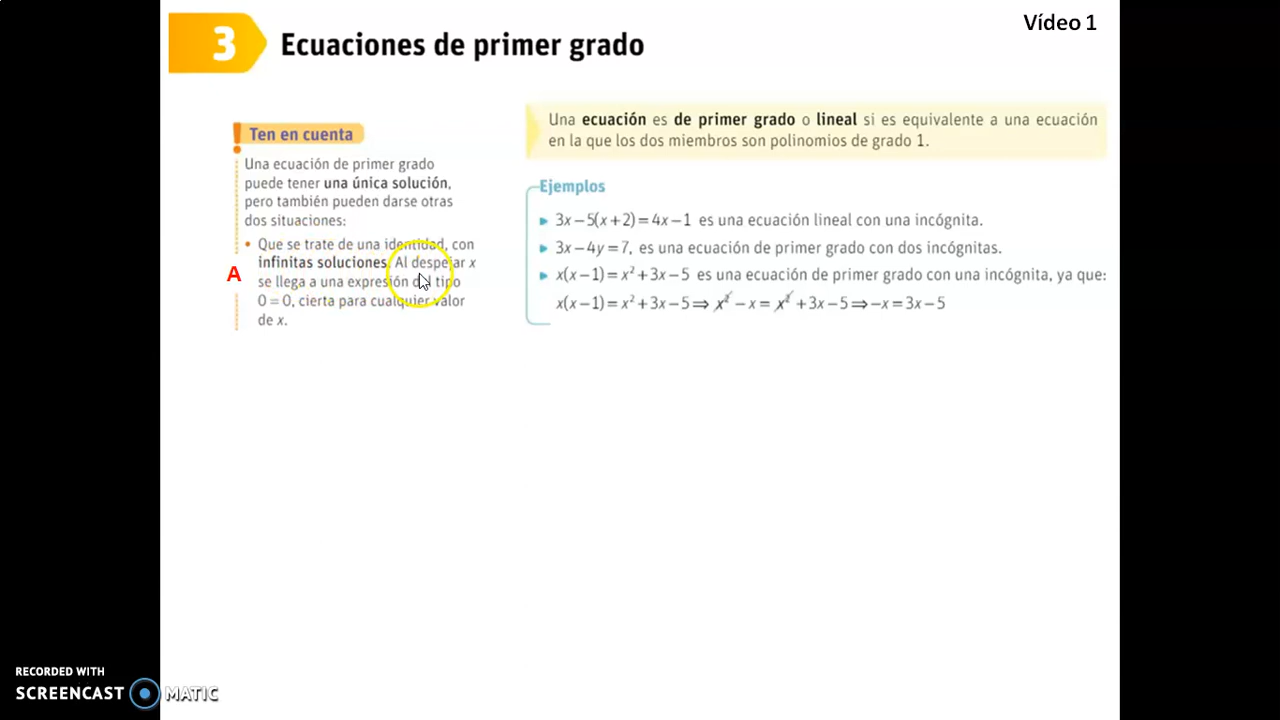 Vídeo 1
3 Ecuaciones de primer grado
Ten en cuenta
Una ecuación de primer grado
puede tener una única solución,
pero también pueden darse otras
dos situaciones:
• Que se trate de una identidad, con
infinitas soluciones. Al despejar x
A
se llega a una expresión del tipo
0 = 0, cierta para cualquier valor
de x.
Una ecuación es de primer grado o lineal si es equivalente a una ecuación
en la que los dos miembros son polinomios de grado 1.
Ejemplos
3x – 5(x + 2) = 4x – 1 es una ecuación lineal con una incógnita.
3x – 4y = 7, es una ecuación de primer grado con dos incógnitas.
x(x – 1) = x² + 3x – 5 es una ecuación de primer grado con una incógnita, ya que:
x(x – 1) = x² + 3x – 5 ⇒ x² – x = x² + 3x – 5 ⇒ –x = 3x – 5
RECORDED WITH
SCREENCAST MATIC